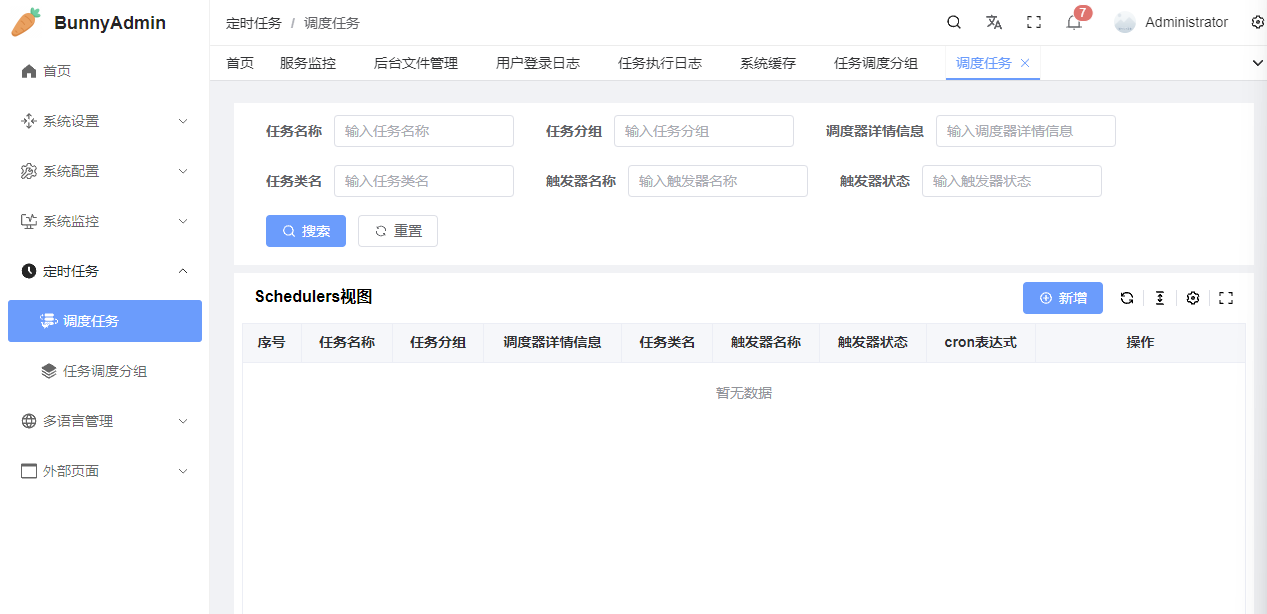 BunnyAdmin
定时任务 / 调度任务
7
Administrator
首页 服务监控 后台文件管理 用户登录日志 任务执行日志 系统缓存 任务调度分组 调度任务
首页
系统设置
系统配置
系统监控
定时任务
调度任务
任务调度分组
多语言管理
外部页面
任务名称 输入任务名称 任务分组 输入任务分组 调度器详情信息 输入调度器详情信息
任务类名 输入任务类名 触发器名称 输入触发器名称 触发器状态 输入触发器状态
搜索 重置
Schedulers视图 新增
序号 任务名称 任务分组 调度器详情信息 任务类名 触发器名称 触发器状态 cron表达式 操作
暂无数据